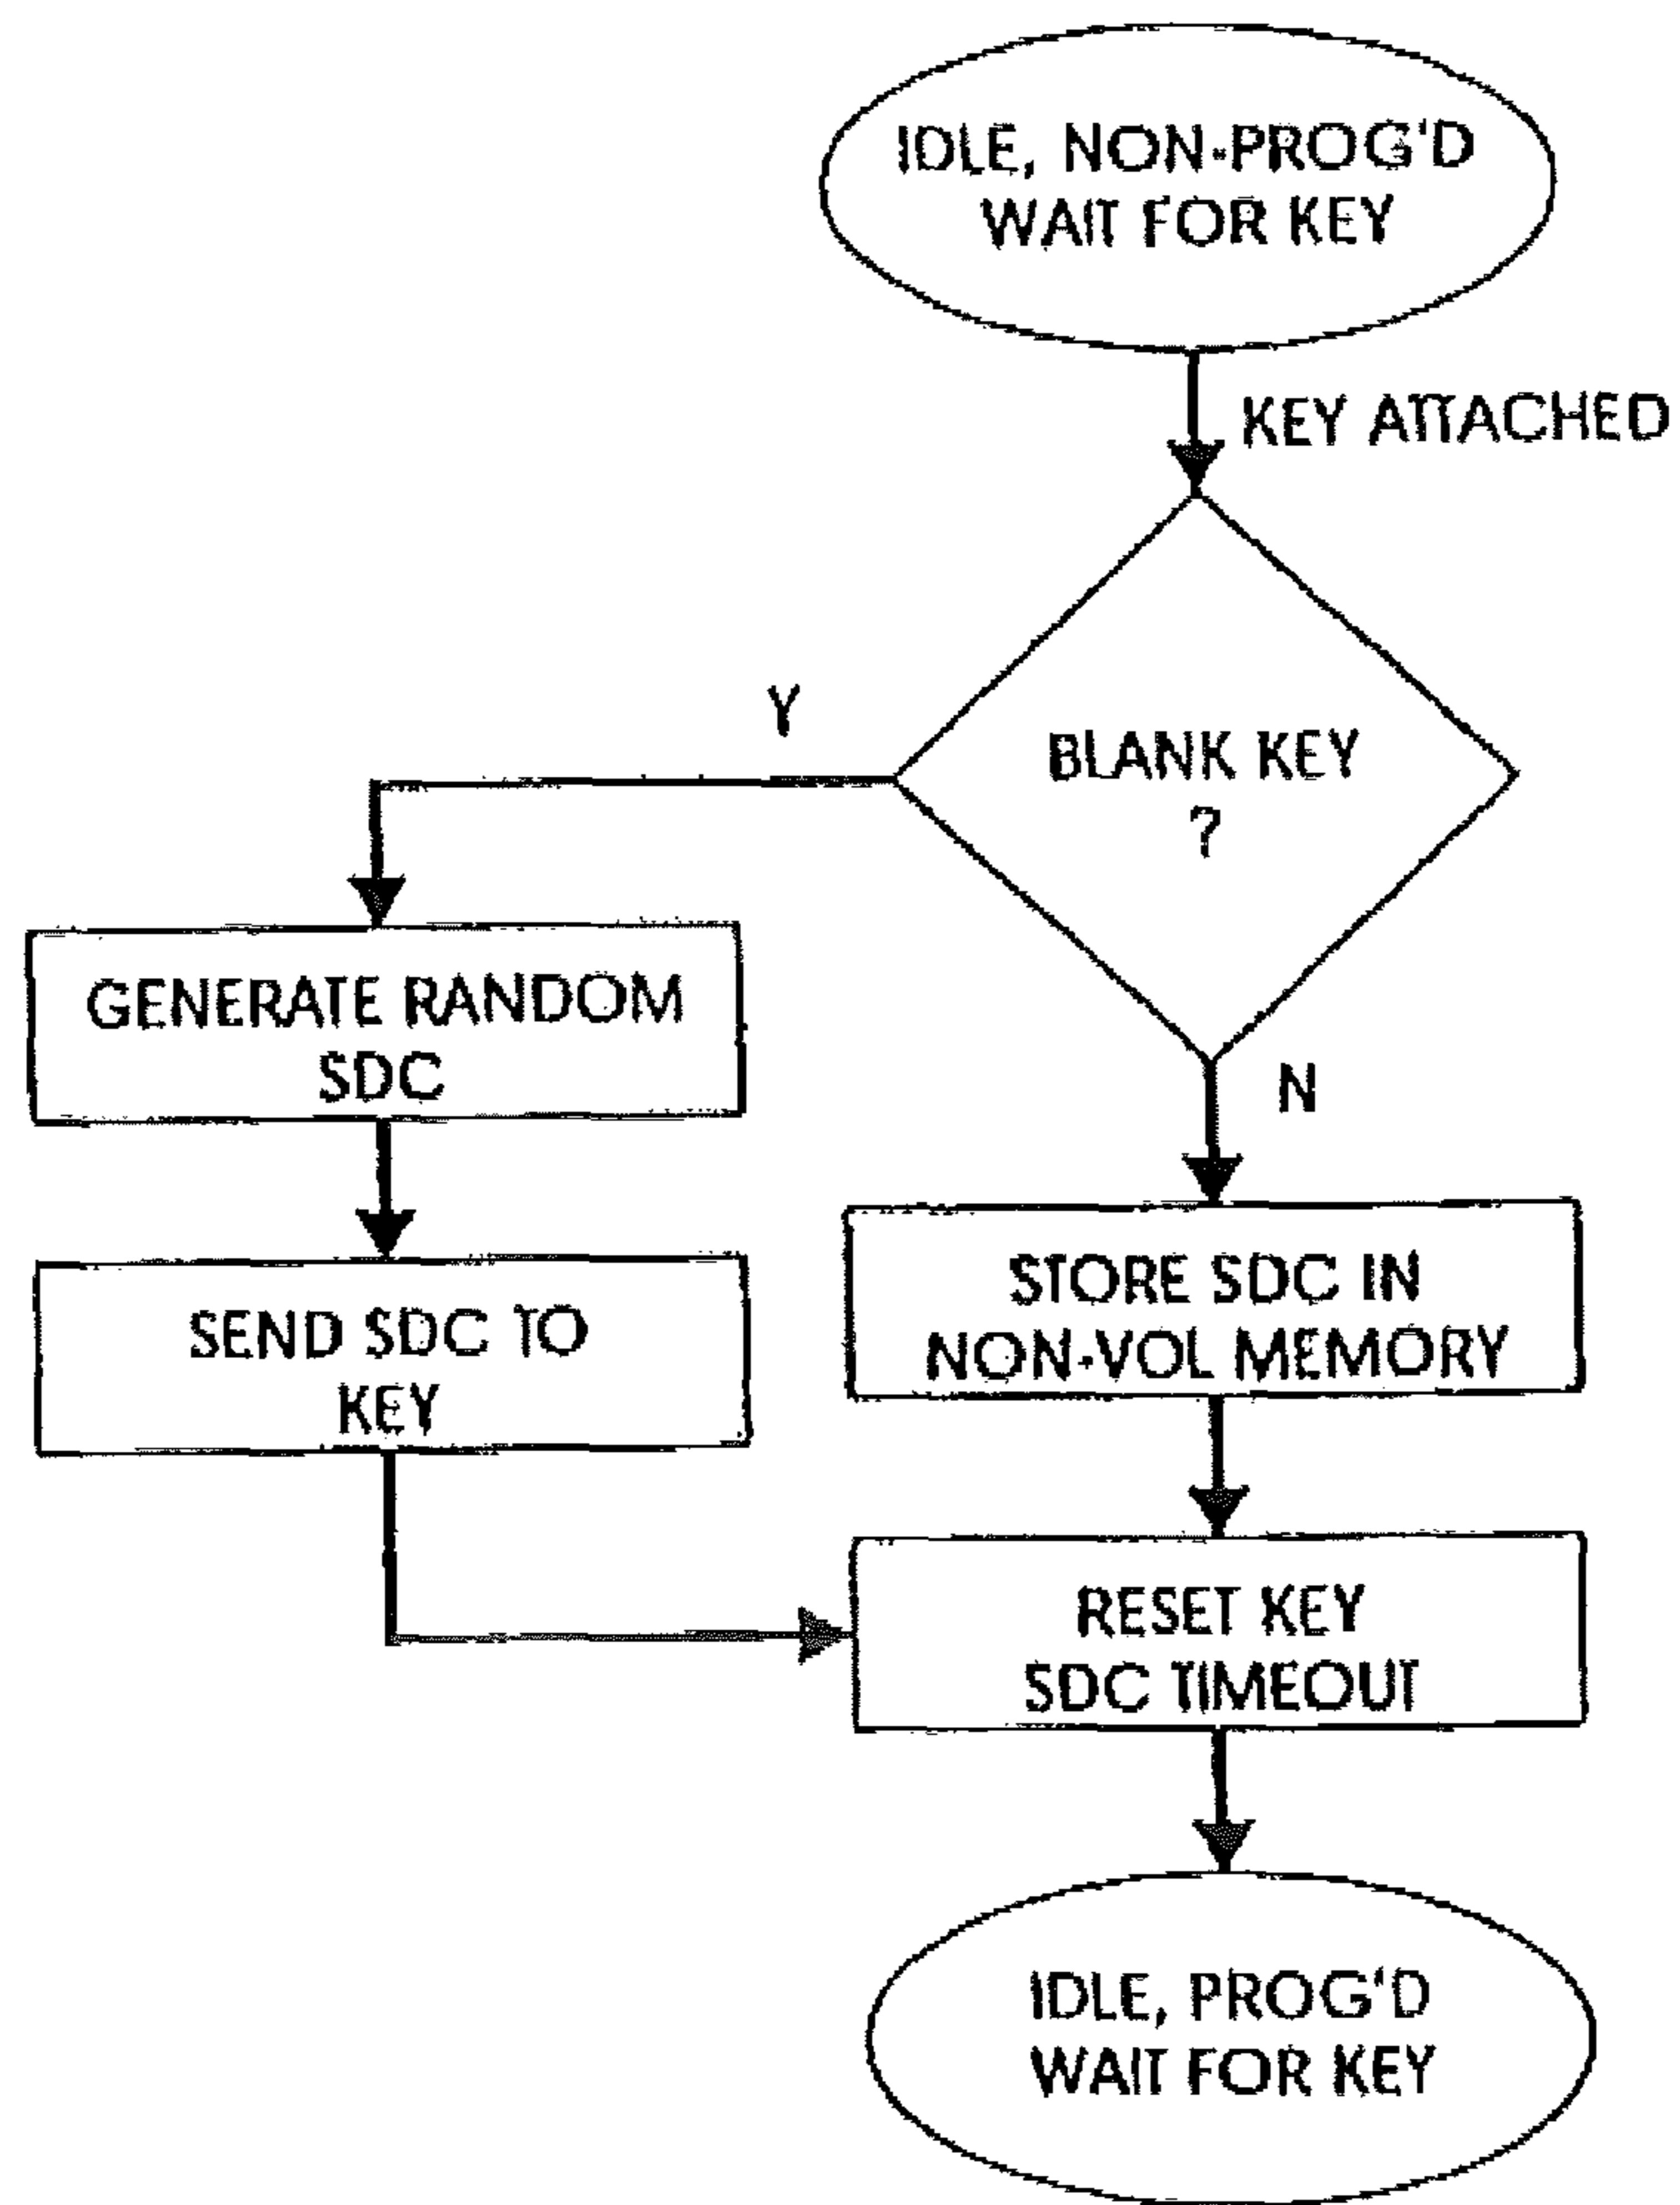 IDLE, NON-PROG'D
WAIT FOR KEY
KEY ATTACHED
BLANK KEY
?
Y
N
GENERATE RANDOM
SDC
SEND SDC TO
KEY
STORE SDC IN
NON-VOL MEMORY
RESET KEY
SDC TIMEOUT
IDLE, PROG'D
WAIT FOR KEY